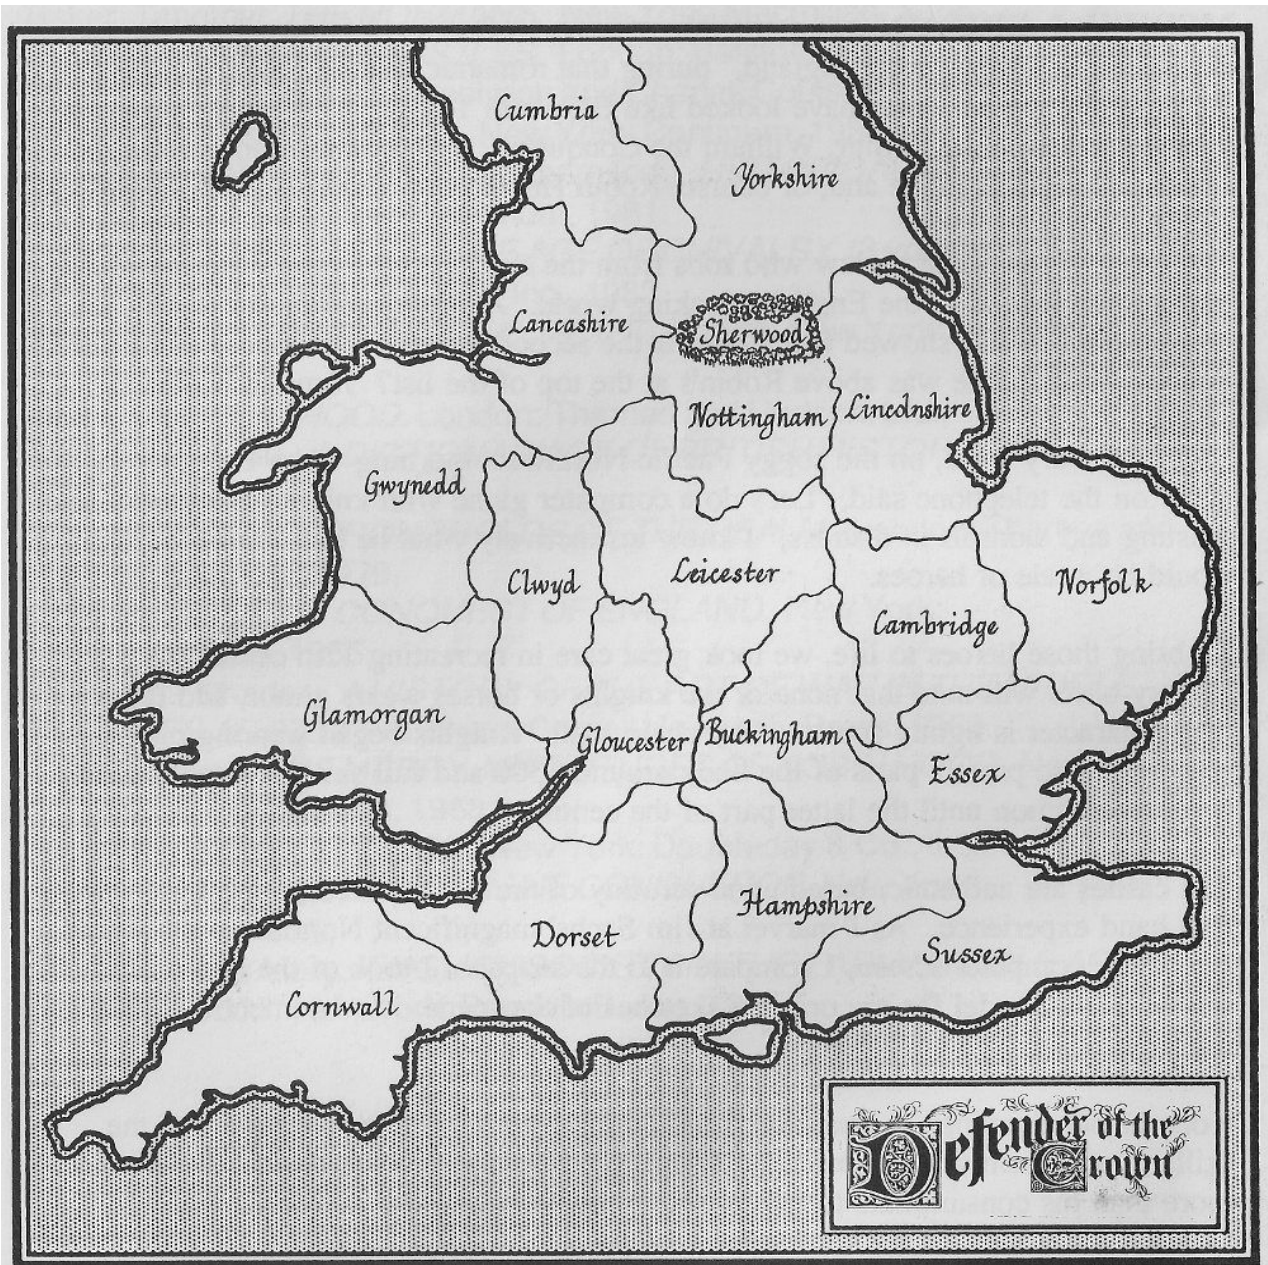 Cumbria
Yorkshire
Lancashire
Sherwood
Nottingham
Lincolnshire
Gwynedd
Clwyd
Leicester
Norfolk
Cambridge
Glamorgan
Gloucester
Buckingham
Essex
Hampshire
Dorset
Sussex
Cornwall
Defender of the
Crown